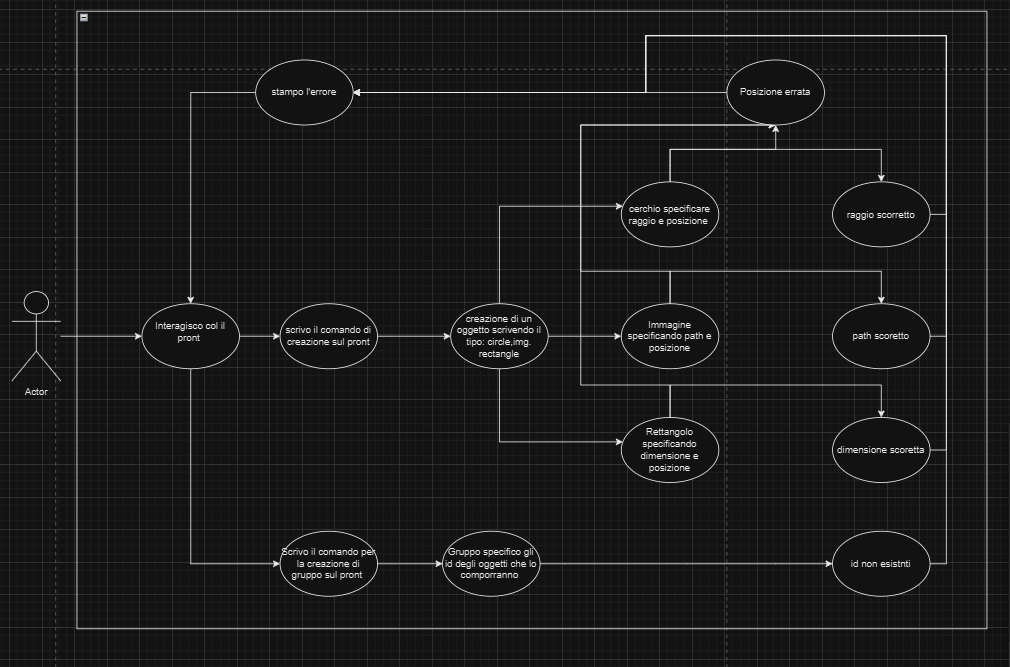 stampo l'errore
Posizione errata
cerchio specificare
raggio e posizione
raggio scorretto
Actor
Interagisco col il
pront
scrivo il comando di
creazione sul pront
creazione di un
oggetto scrivendo il
tipo: circle,img.
rectangle
Immagine
specificando path e
posizione
path scoretto
Rettangolo
specificando
dimensione e
posizione
dimensione scoretta
Scrivo il comando per
la creazione di
gruppo sul pront
Gruppo specifico gli
id degli oggetti che lo
comporranno
id non esistnti